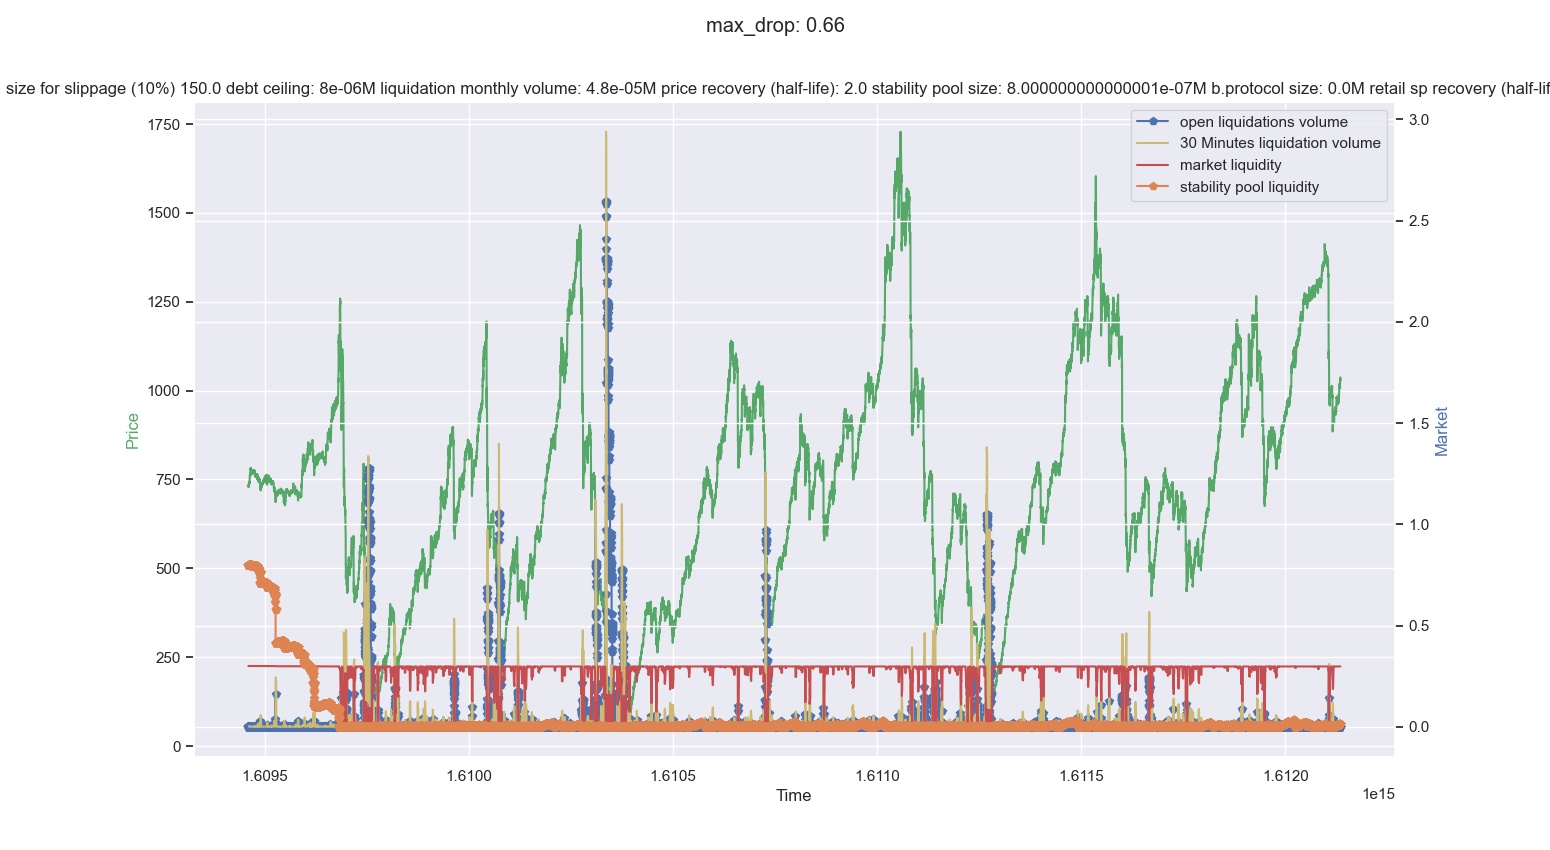 max_drop: 0.66
size for slippage (10%) 150.0 debt ceiling: 8e-06M liquidation monthly volume: 4.8e-05M price recovery (half-life): 2.0 stability pool size: 8.000000000000001e-07M b.protocol size: 0.0M retail sp recovery (half-lif
open liquidations volume
30 Minutes liquidation volume
market liquidity
stability pool liquidity
Price
1750
1500
1250
1000
750
500
250
0
3.0
2.5
2.0
1.5
1.0
0.5
0.0
Market
1.6095 1.6100 1.6105 1.6110 1.6115 1.6120
1e15
Time